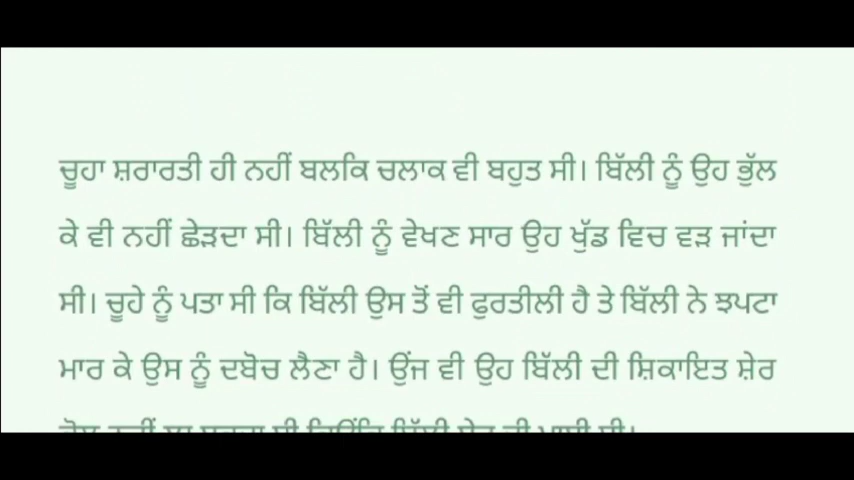 ਚੂਹਾ ਸ਼ਰਾਰਤੀ ਹੀ ਨਹੀਂ ਬਲਕਿ ਚਲਾਕ ਵੀ ਬਹੁਤ ਸੀ। ਬਿੱਲੀ ਨੂੰ ਉਹ ਭੁੱਲ
ਕੇ ਵੀ ਨਹੀਂ ਛੇੜਦਾ ਸੀ। ਬਿੱਲੀ ਨੂੰ ਵੇਖਣ ਸਾਰ ਉਹ ਖੁੱਡ ਵਿਚ ਵੜ ਜਾਂਦਾ
ਸੀ। ਚੂਹੇ ਨੂੰ ਪਤਾ ਸੀ ਕਿ ਬਿੱਲੀ ਉਸ ਤੋਂ ਵੀ ਫੁਰਤੀਲੀ ਹੈ ਤੇ ਬਿੱਲੀ ਨੇ ਝਪਟਾ
ਮਾਰ ਕੇ ਉਸ ਨੂੰ ਦਬੋਚ ਲੈਣਾ ਹੈ। ਉਂਜ ਵੀ ਉਹ ਬਿੱਲੀ ਦੀ ਸ਼ਿਕਾਇਤ ਸ਼ੇਰ